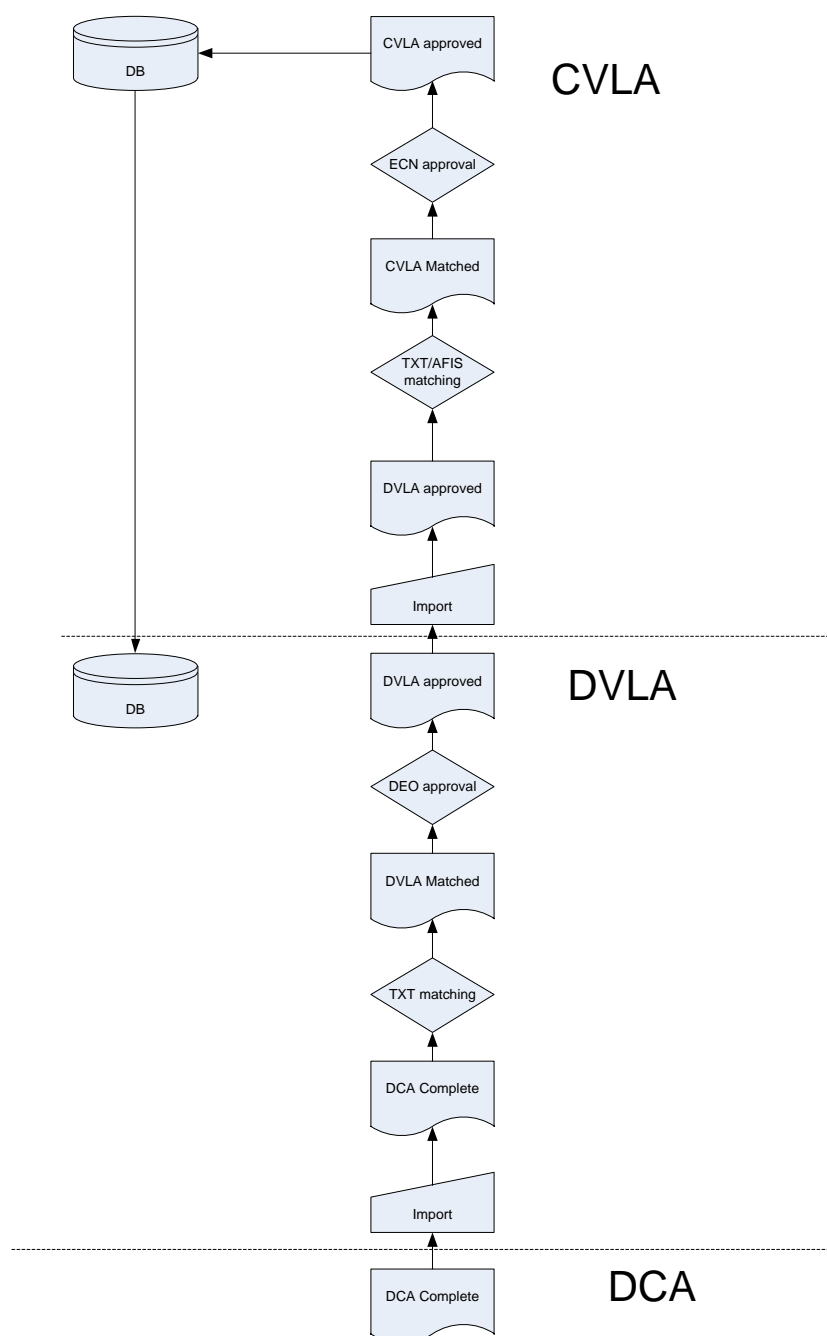 CVLA approved
DB
CVLA
ECN approval
CVLA Matched
TXT/AFIS
matching
DVLA approved
Import
DVLA approved
DVLA
DB
DEO approval
DVLA Matched
TXT matching
DCA Complete
Import
DCA Complete
DCA